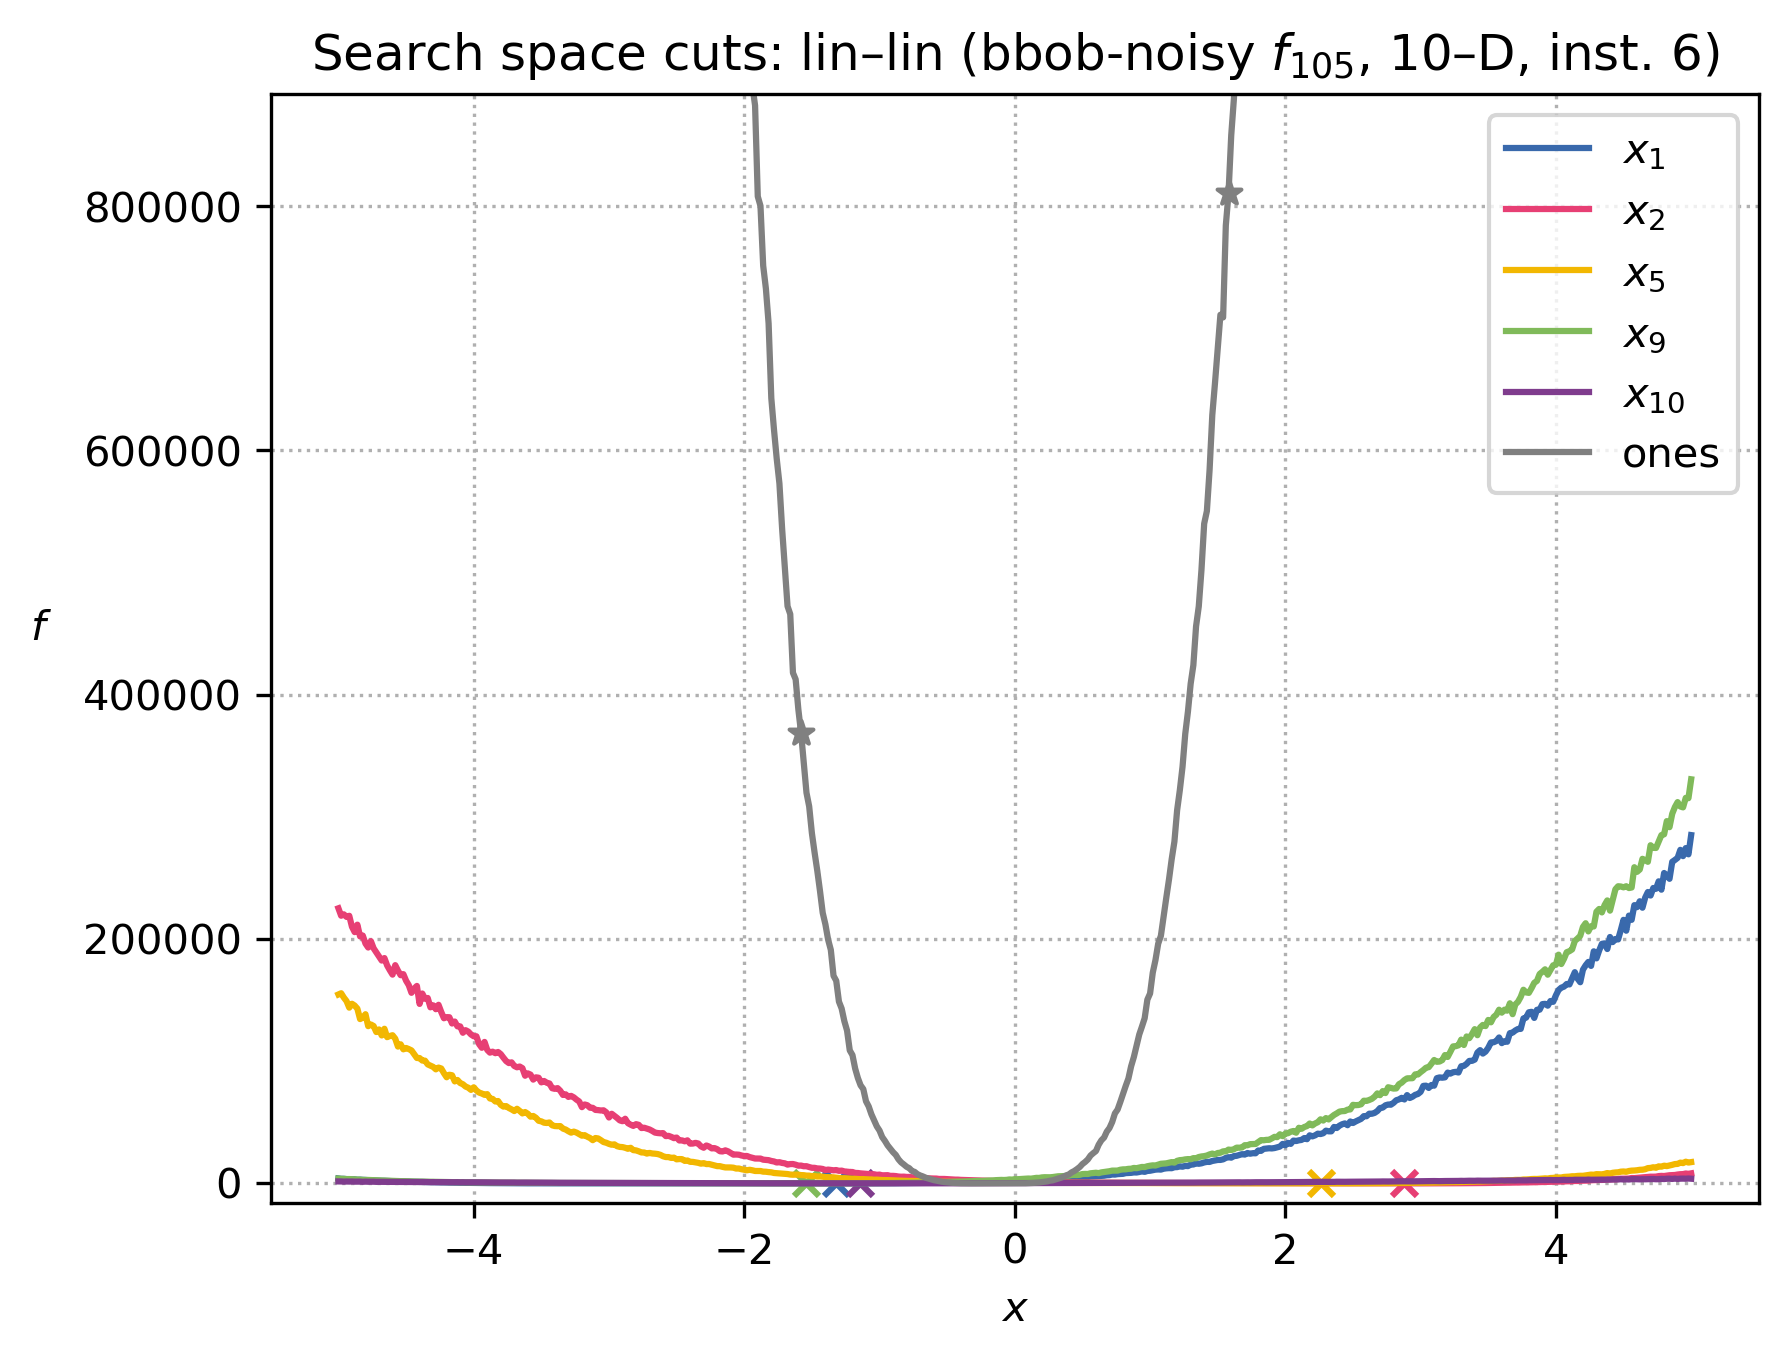 Search space cuts: lin–lin (bbob-noisy f₁₀₅, 10–D, inst. 6)
x₁
x₂
x₅
x₉
x₁₀
ones
800000
600000
400000
200000
0
f
−4
−2
0
2
4
x